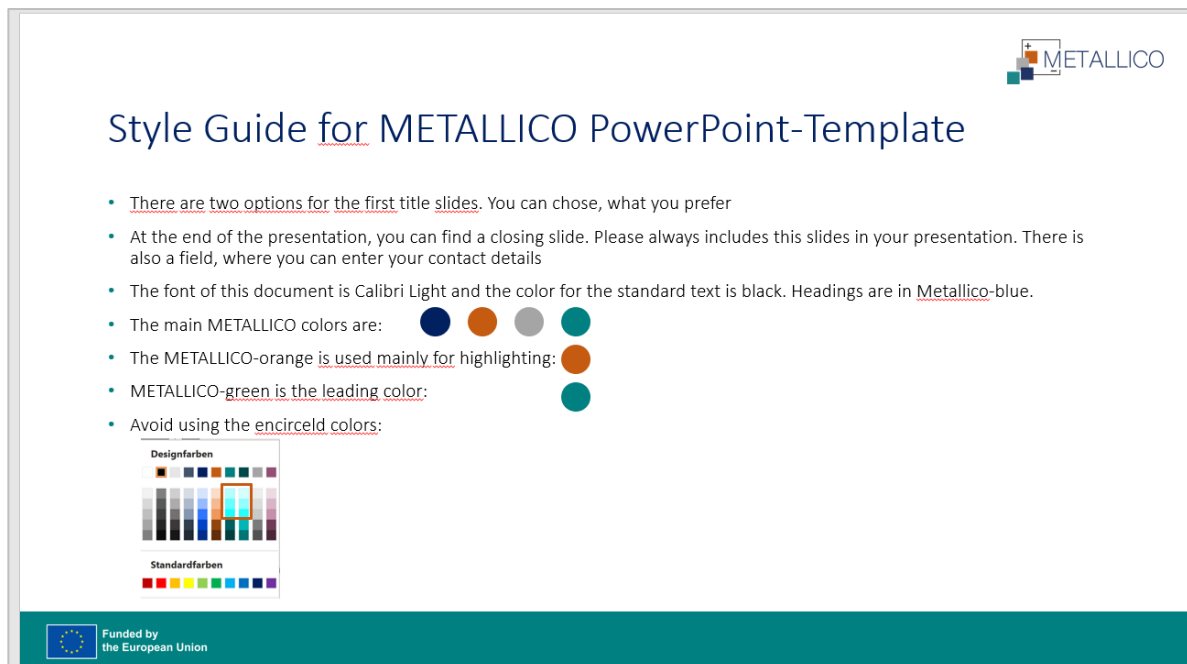 METALLICO
Style Guide for METALLICO PowerPoint-Template
• There are two options for the first title slides. You can chose, what you prefer
• At the end of the presentation, you can find a closing slide. Please always includes this slides in your presentation. There is
also a field, where you can enter your contact details
• The font of this document is Calibri Light and the color for the standard text is black. Headings are in Metallico-blue.
• The main METALLICO colors are:
• The METALLICO-orange is used mainly for highlighting:
• METALLICO-green is the leading color:
• Avoid using the encirceld colors:
Designfarben
Standardfarben
Funded by
the European Union